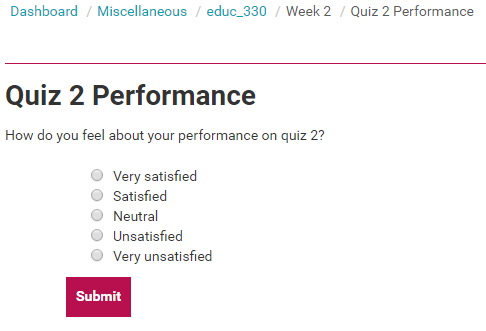 Dashboard / Miscellaneous / educ_330 / Week 2 / Quiz 2 Performance
Quiz 2 Performance
How do you feel about your performance on quiz 2?
Very satisfied
Satisfied
Neutral
Unsatisfied
Very unsatisfied
Submit